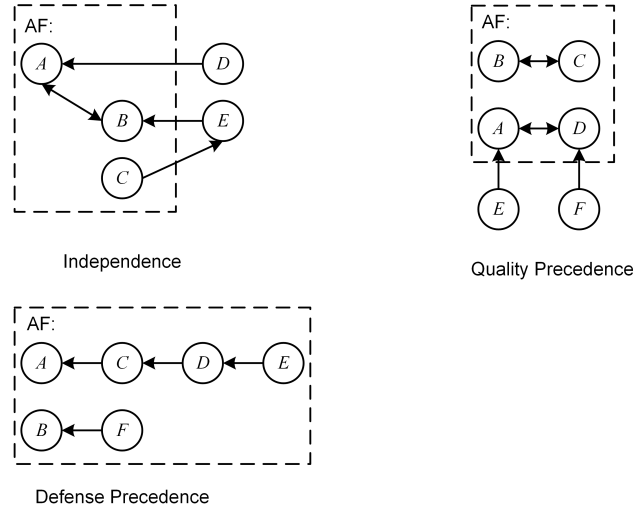 AF:
A
D
B
E
C
Independence
AF:
B
C
A
D
E
F
Quality Precedence
AF:
A
C
D
E
B
F
Defense Precedence